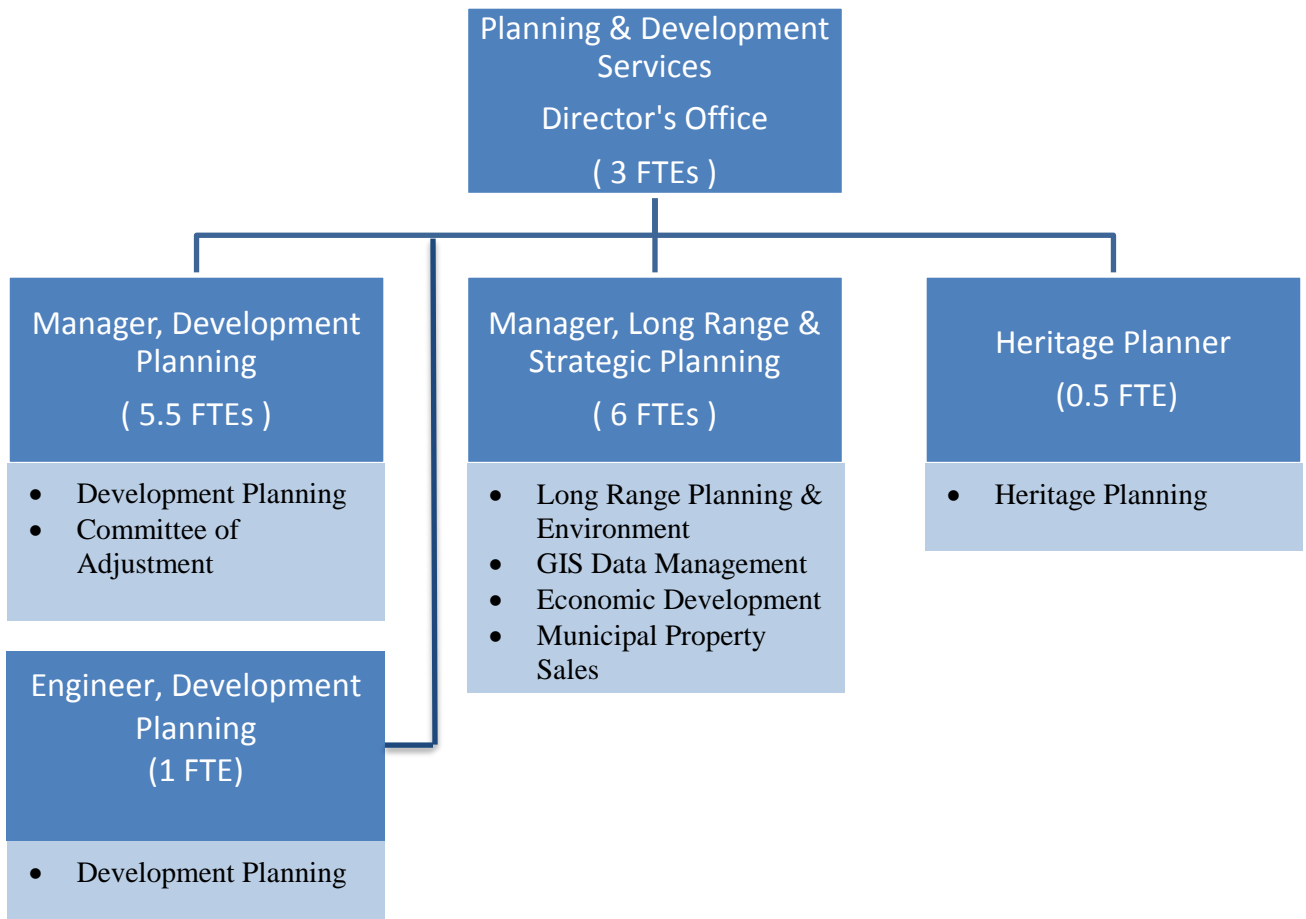 Planning & Development
Services
Director's Office
( 3 FTEs )
Manager, Development
Planning
( 5.5 FTEs )
• Development Planning
• Committee of
Adjustment
Engineer, Development
Planning
(1 FTE)
• Development Planning
Manager, Long Range &
Strategic Planning
( 6 FTEs )
• Long Range Planning &
Environment
• GIS Data Management
• Economic Development
• Municipal Property
Sales
Heritage Planner
(0.5 FTE)
• Heritage Planning